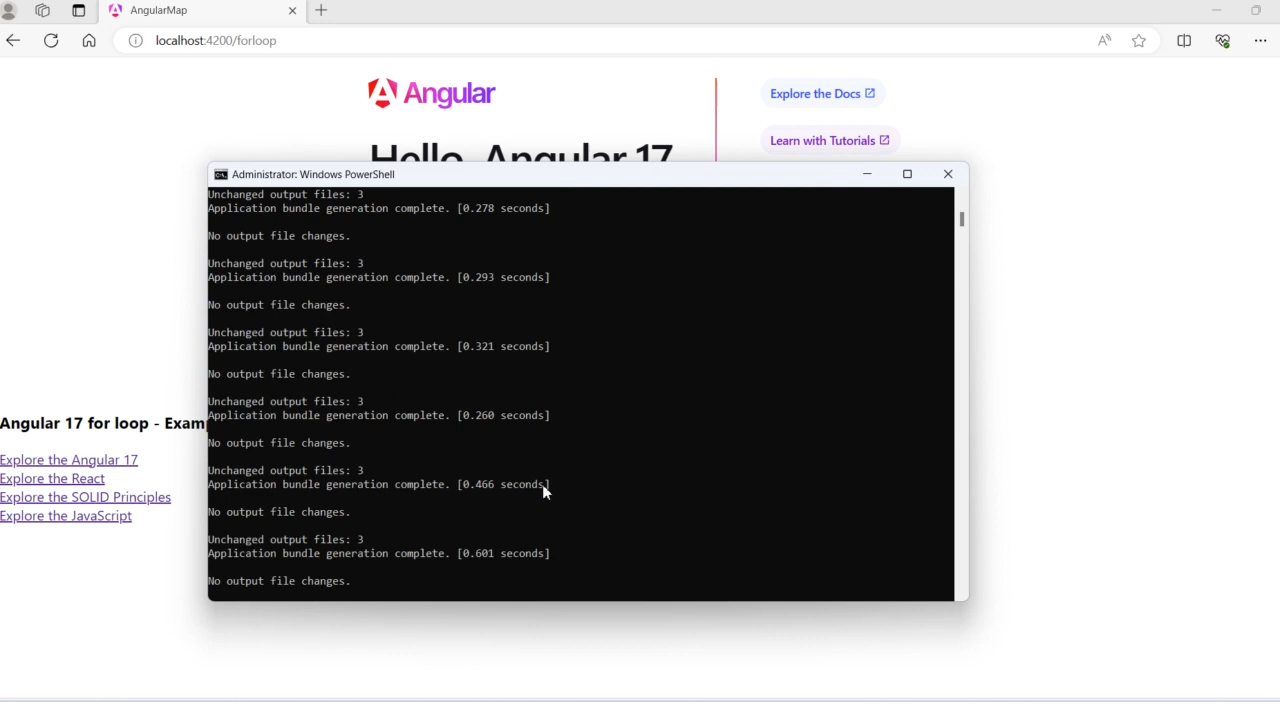 AngularMap
localhost:4200/forloop
Angular
Explore the Docs
Hello, Angular 17
Learn with Tutorials
Administrator: Windows PowerShell
Unchanged output files: 3
Application bundle generation complete. [0.278 seconds]
No output file changes.
Unchanged output files: 3
Application bundle generation complete. [0.293 seconds]
No output file changes.
Unchanged output files: 3
Application bundle generation complete. [0.321 seconds]
No output file changes.
Unchanged output files: 3
Application bundle generation complete. [0.260 seconds]
No output file changes.
Unchanged output files: 3
Application bundle generation complete. [0.466 seconds]
No output file changes.
Unchanged output files: 3
Application bundle generation complete. [0.601 seconds]
No output file changes.
Angular 17 for loop - Exam
Explore the Angular 17
Explore the React
Explore the SOLID Principles
Explore the JavaScript